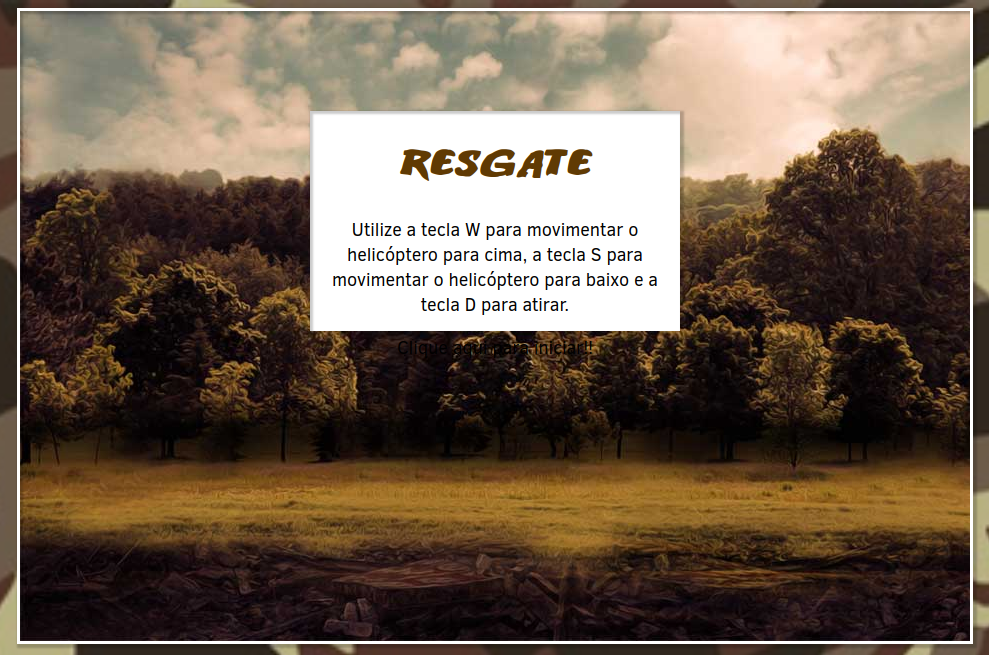 RESGATE
Utilize a tecla W para movimentar o
helicóptero para cima, a tecla S para
movimentar o helicóptero para baixo e a
tecla D para atirar.
Clique aqui para iniciar!!